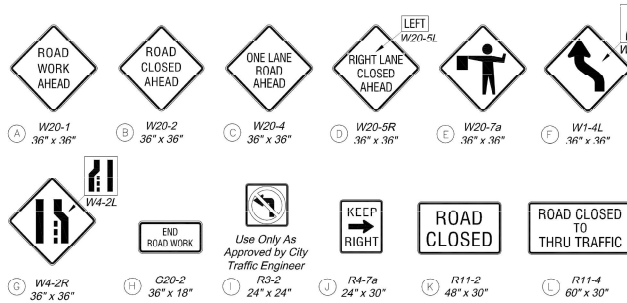 ROAD
WORK
AHEAD
A
W20-1
36" x 36"
ROAD
CLOSED
AHEAD
B
W20-2
36" x 36"
ONE LANE
ROAD
AHEAD
C
W20-4
36" x 36"
LEFT
W20-5L
RIGHT LANE
CLOSED
AHEAD
D
W20-5R
36" x 36"
E
W20-7a
36" x 36"
F
W1-4L
36" x 36"
W4-2L
G
W4-2R
36" x 36"
END
ROAD WORK
H
G20-2
36" x 18"
Use Only As
Approved by City
Traffic Engineer
I
R3-2
24" x 24"
KEEP
RIGHT
J
R4-7a
24" x 30"
ROAD
CLOSED
K
R11-2
48" x 30"
ROAD CLOSED
TO
THRU TRAFFIC
L
R11-4
60" x 30"